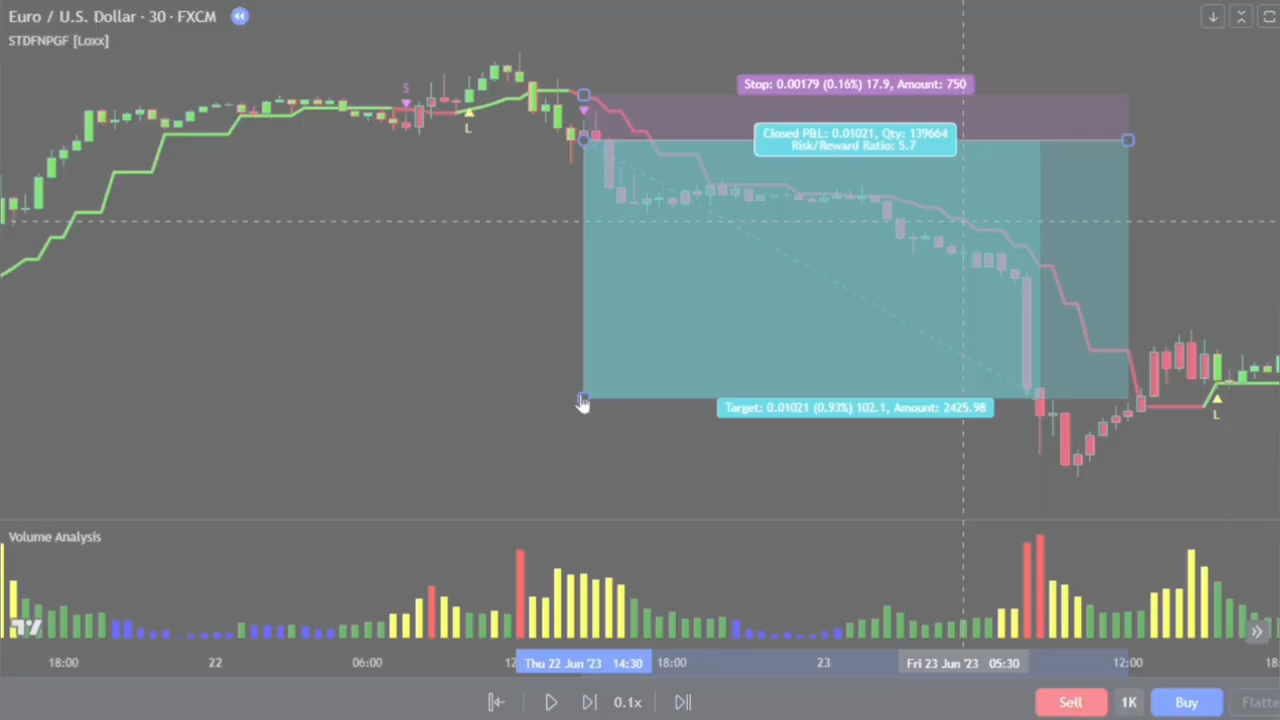 Euro / U.S. Dollar · 30 · FXCM
STDFNPGF [Loxx]
Stop: 0.00179 (0.16%) 17.9, Amount: 750
S
Closed P&L: 0.01021, Qty: 139664
Risk/Reward Ratio: 5.7
L
Target: 0.01021 (0.93%) 102.1, Amount: 2425.98
L
Volume Analysis
18:00 22 06:00 12 Thu 22 Jun '23 14:30 18:00 23 Fri 23 Jun '23 05:30 12:00 18
0.1x Sell 1K Buy Flatte